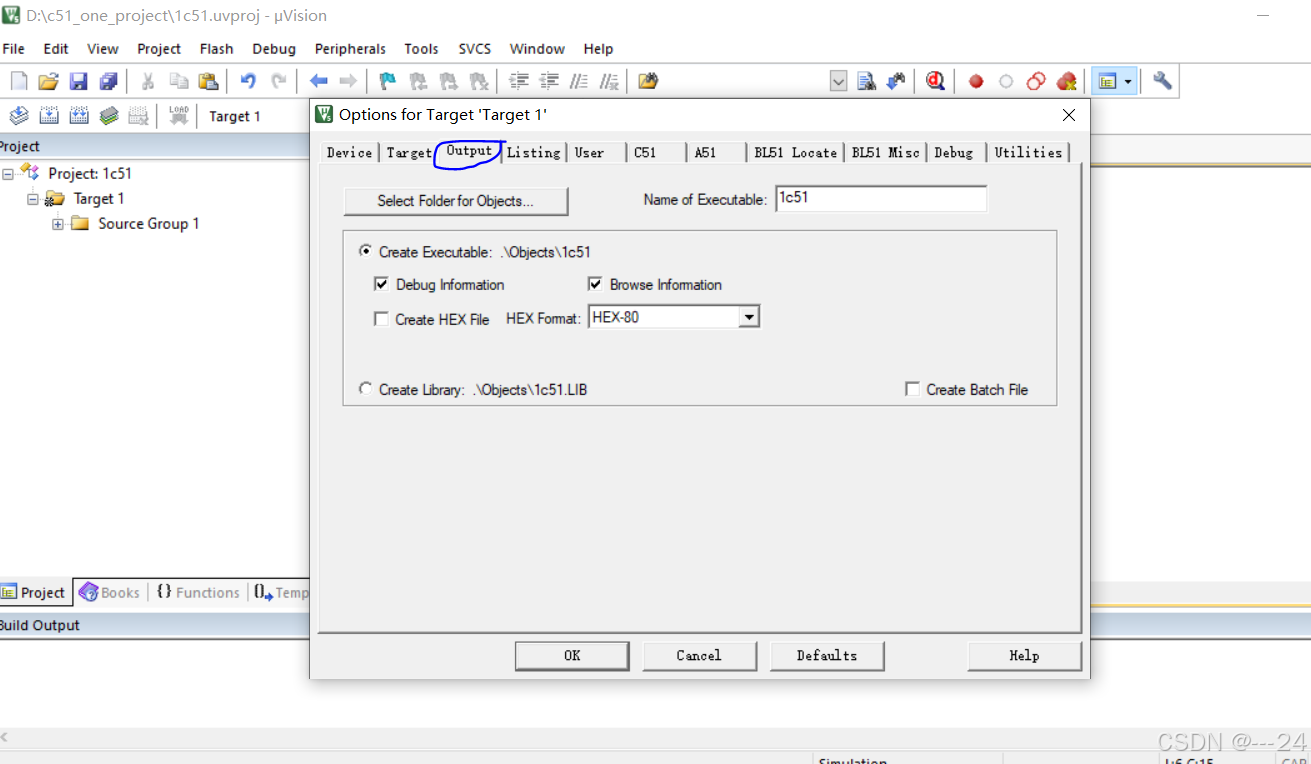 D:\c51_one_project\1c51.uvproj - µVision
File Edit View Project Flash Debug Peripherals Tools SVCS Window Help
LOAD Target 1
Project
Project: 1c51
Target 1
Source Group 1
Options for Target 'Target 1'
Device Target Output Listing User C51 A51 BL51 Locate BL51 Misc Debug Utilities
Select Folder for Objects... Name of Executable: 1c51
Create Executable: .\Objects\1c51
Debug Information Browse Information
Create HEX File HEX Format: HEX-80
Create Library: .\Objects\1c51.LIB Create Batch File
OK Cancel Defaults Help
Project Books {} Functions Temp
Build Output
CSDN @---24
Simulation L:6 C:15 CAP